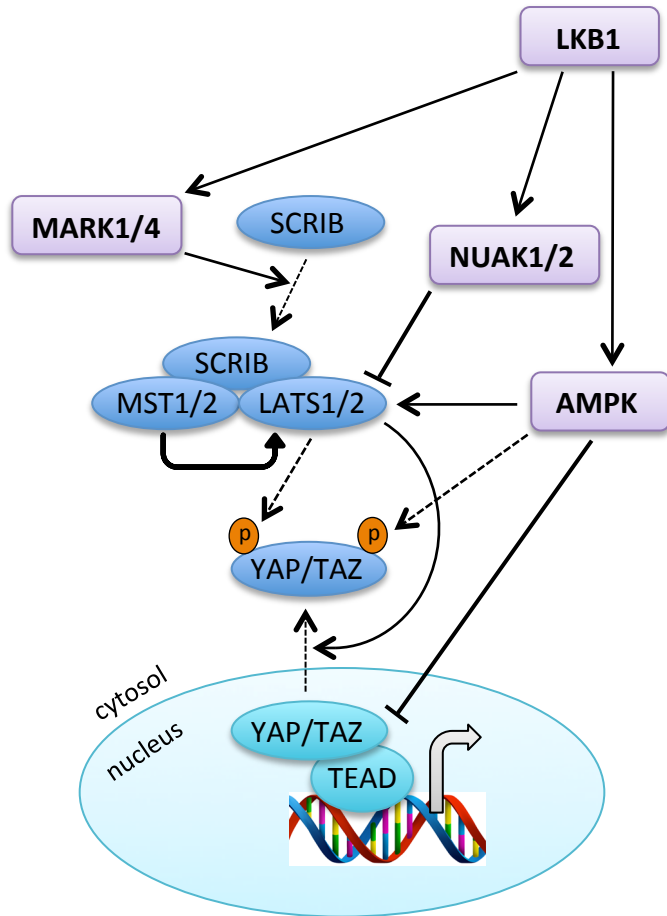 LKB1
MARK1/4
SCRIB
NUAK1/2
SCRIB
MST1/2
LATS1/2
AMPK
p
p
YAP/TAZ
cytosol
nucleus
YAP/TAZ
TEAD